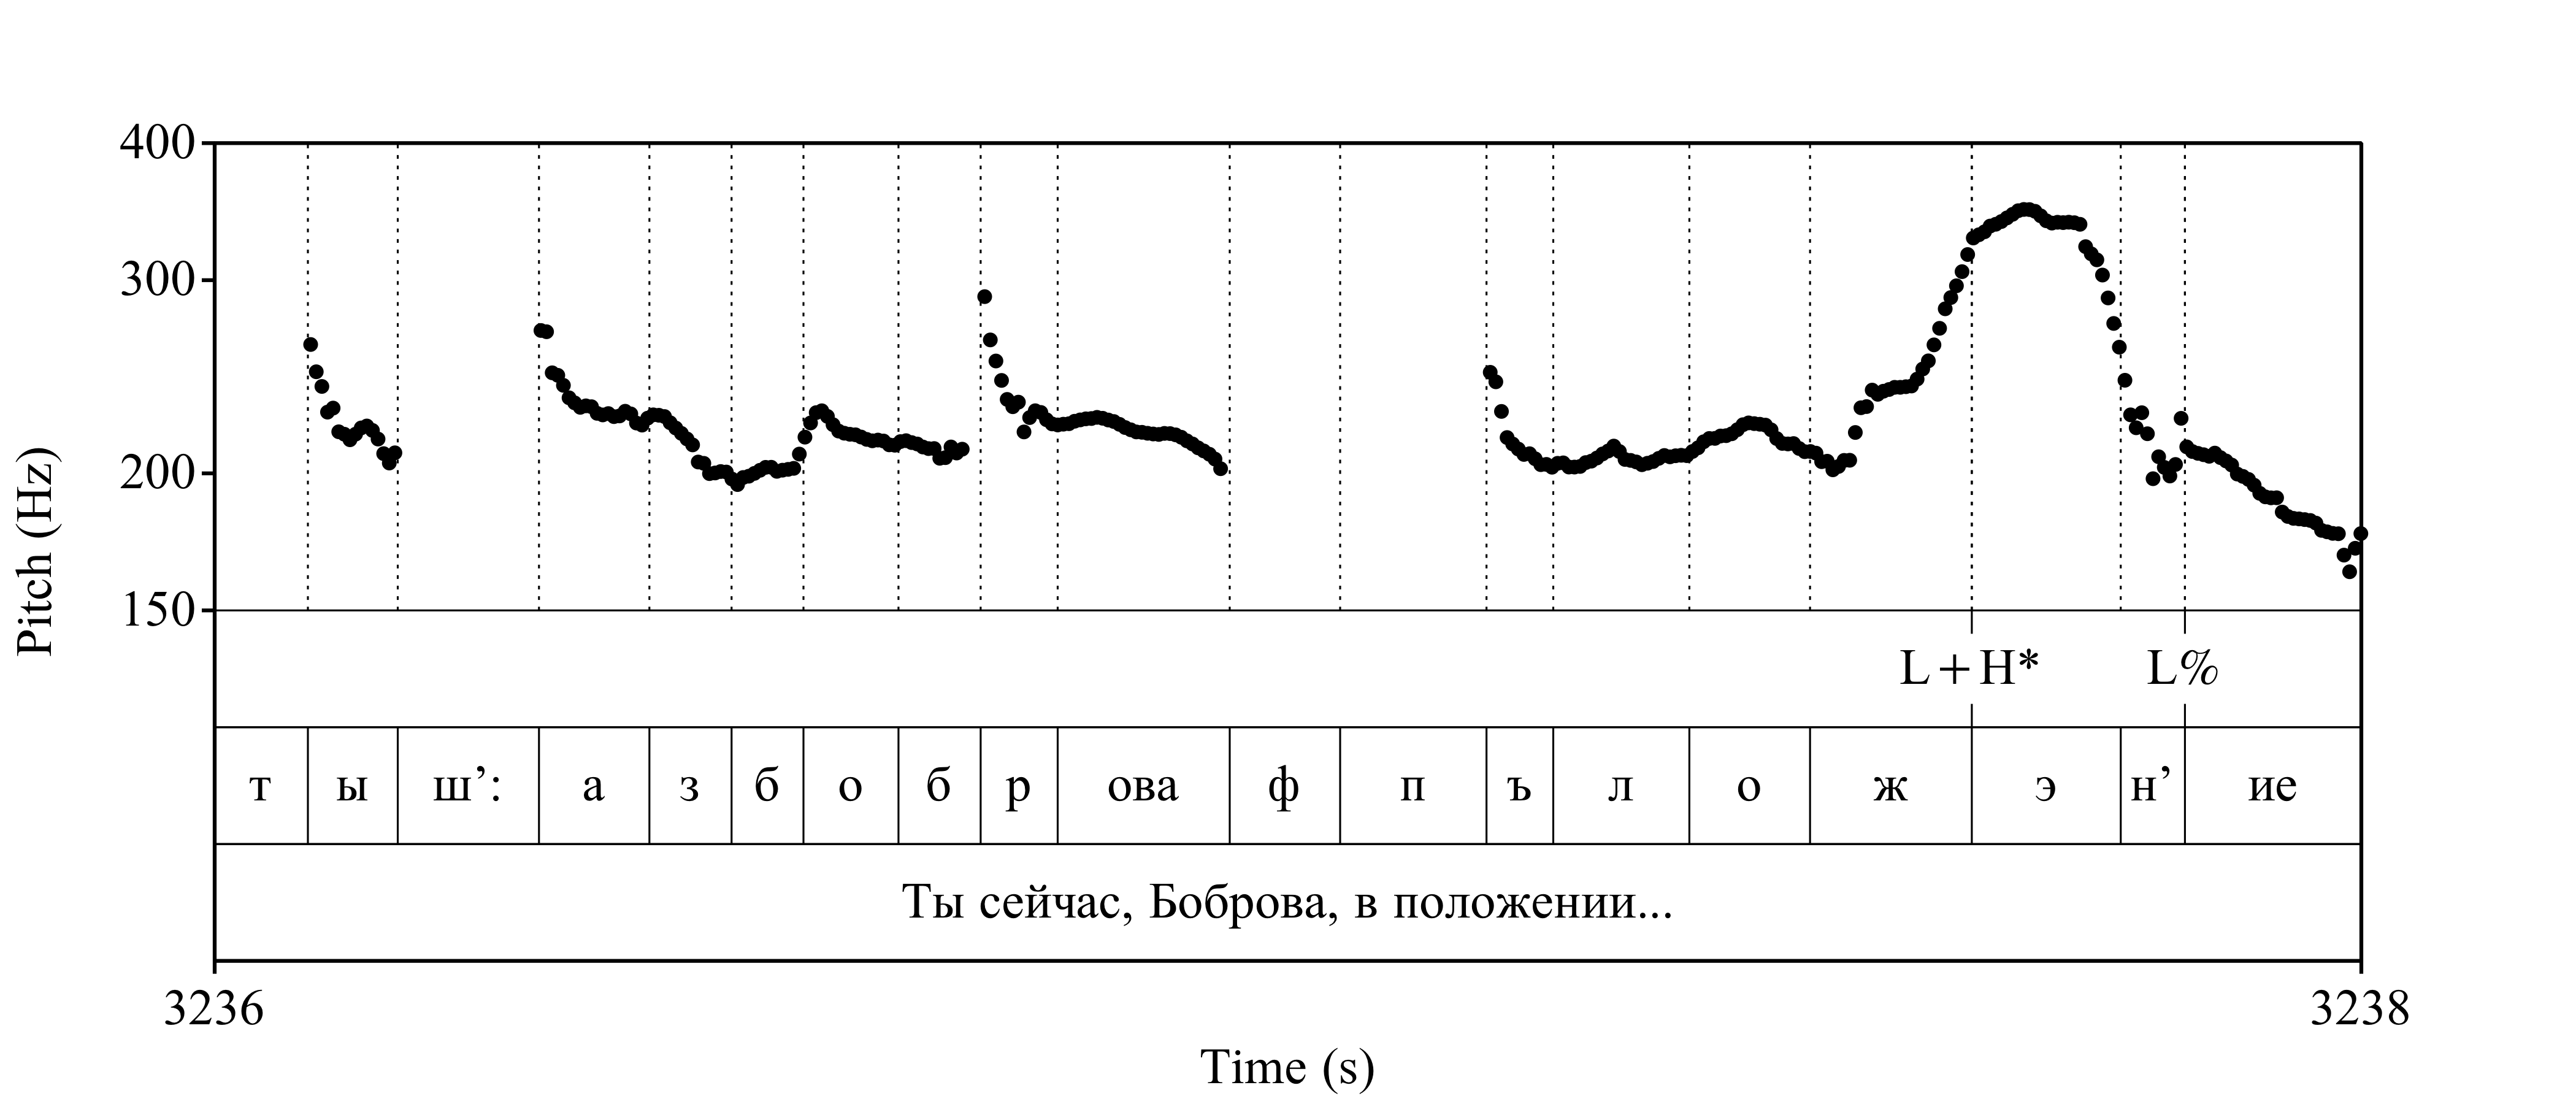 400
300
200
150
Pitch (Hz)
L+H* L%
т ы ш’: а з б о б р ова ф п ъ л о ж э н’ ие
Ты сейчас, Боброва, в положении...
3236 3238
Time (s)